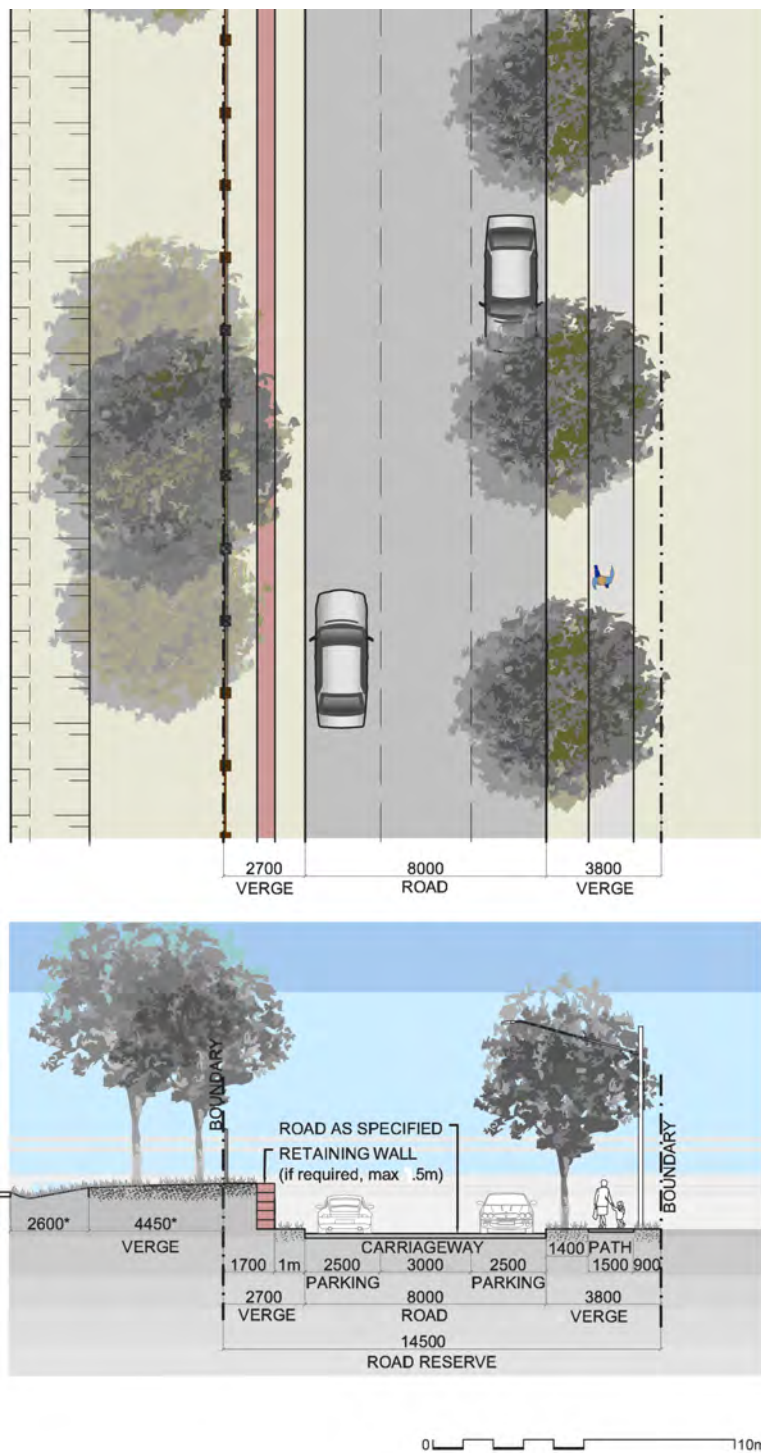 2700
8000
3800
VERGE
ROAD
VERGE
BOUNDARY
ROAD AS SPECIFIED
RETAINING WALL
(if required, max .5m)
BOUNDARY
2600*
4450*
VERGE
CARRIAGEWAY
1400
PATH
1700
1m
2500
3000
2500
1500
900
PARKING
PARKING
2700
8000
3800
VERGE
ROAD
VERGE
14500
ROAD RESERVE
0
10m